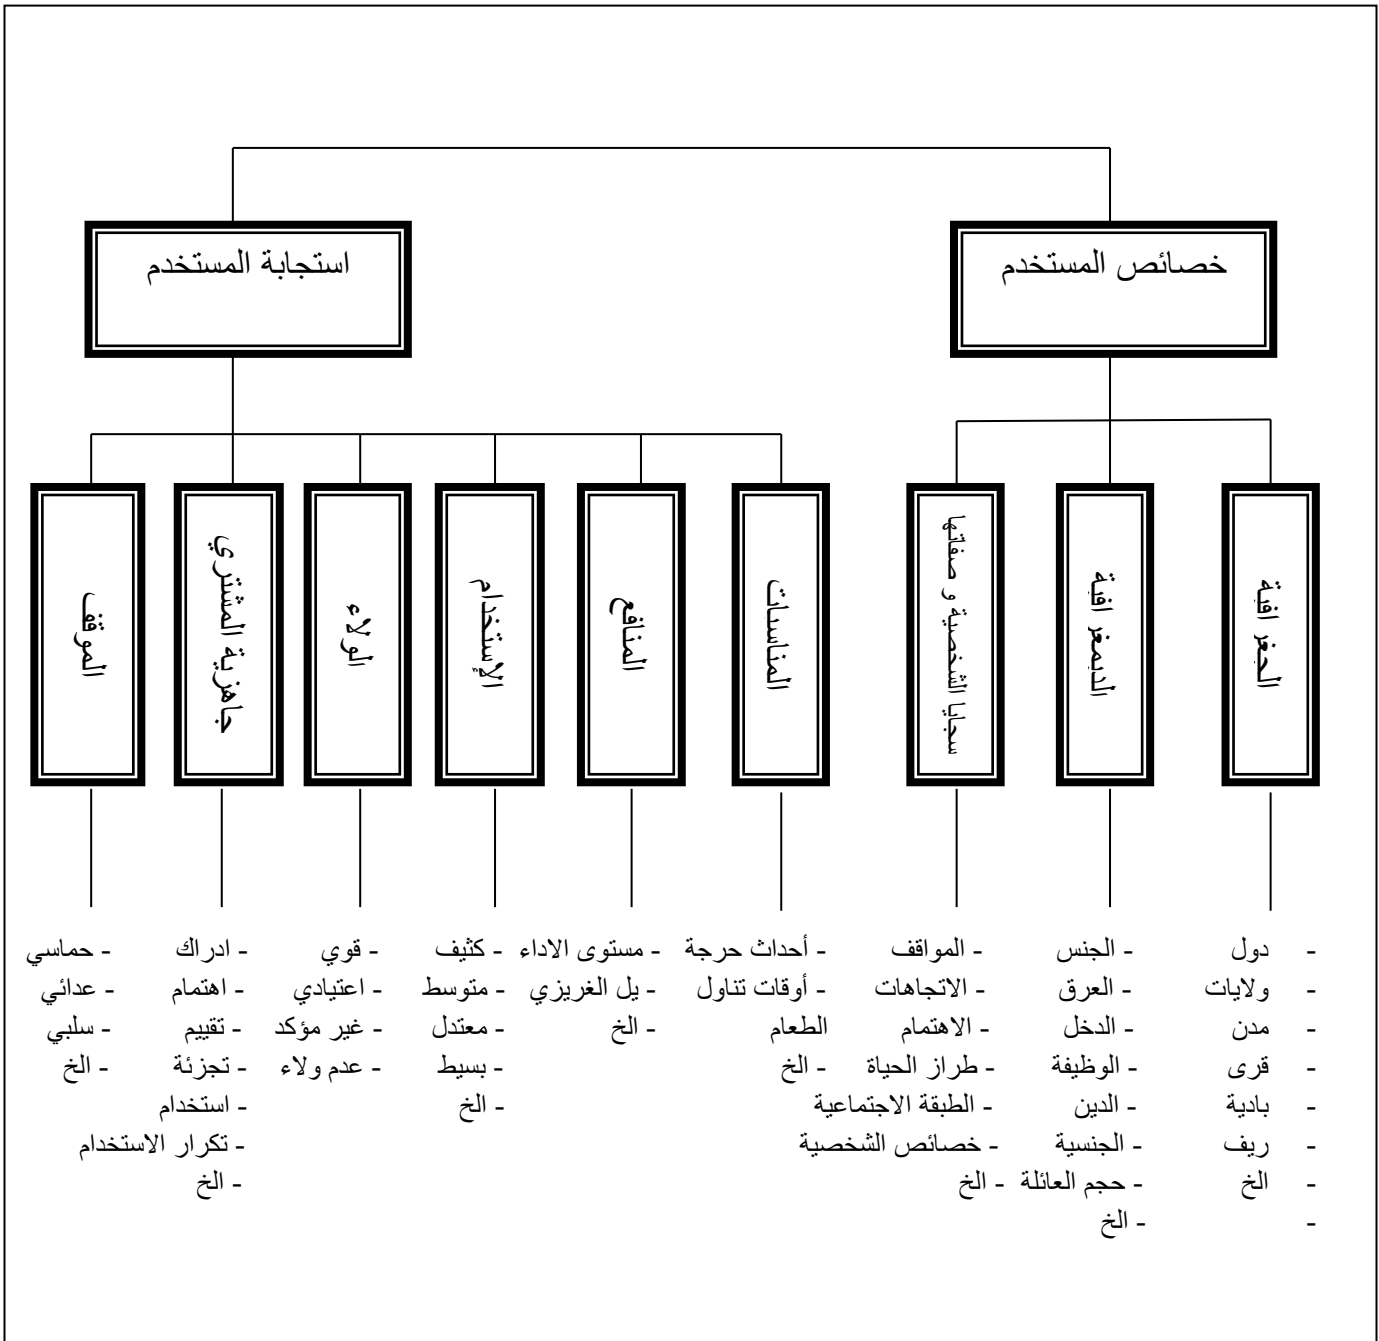 خصائص المستخدم
استجابة المستخدم
الجغرافية
الديمغرافية
سجايا الشخصية و صفاتها
المناسبات
المنافع
الإستخدام
الولاء
جاهزية المشتري
الموقف
- دول
- ولايات
- مدن
- قرى
- بادية
- ريف
- الخ
-
- الجنس
- العرق
- الدخل
- الوظيفة
- الدين
- الجنسية
- حجم العائلة
- الخ
- المواقف
- الاتجاهات
- الاهتمام
- طراز الحياة
- الطبقة الاجتماعية
- خصائص الشخصية
- الخ
- أحداث حرجة
- أوقات تناول
الطعام
- الخ
- مستوى الاداء
- يل الغريزي
- الخ
- كثيف
- متوسط
- معتدل
- بسيط
- الخ
- قوي
- اعتيادي
- غير مؤكد
- عدم ولاء
- ادراك
- اهتمام
- تقييم
- تجزئة
- استخدام
- تكرار الاستخدام
- الخ
- حماسي
- عدائي
- سلبي
- الخ